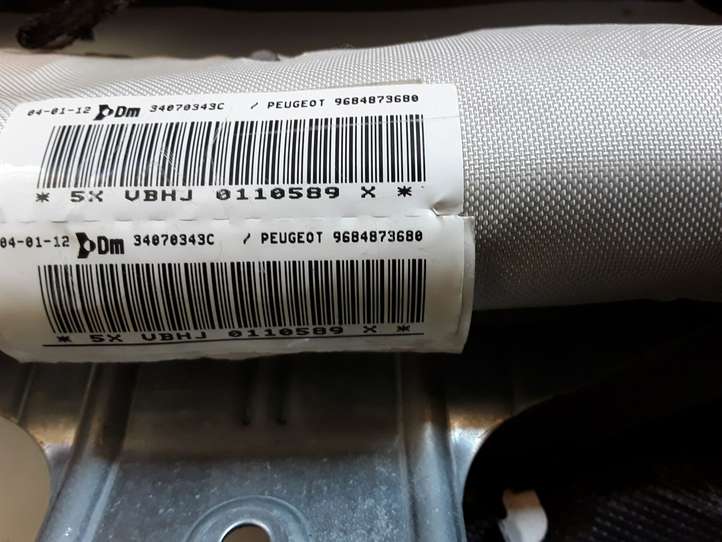 04-01-12 Dm 34070343C / PEUGEOT 9684873680
* 5X VBHJ 0110589 X *
04-01-12 Dm 34070343C / PEUGEOT 9684873680
* 5X VBHJ 0110589 X *